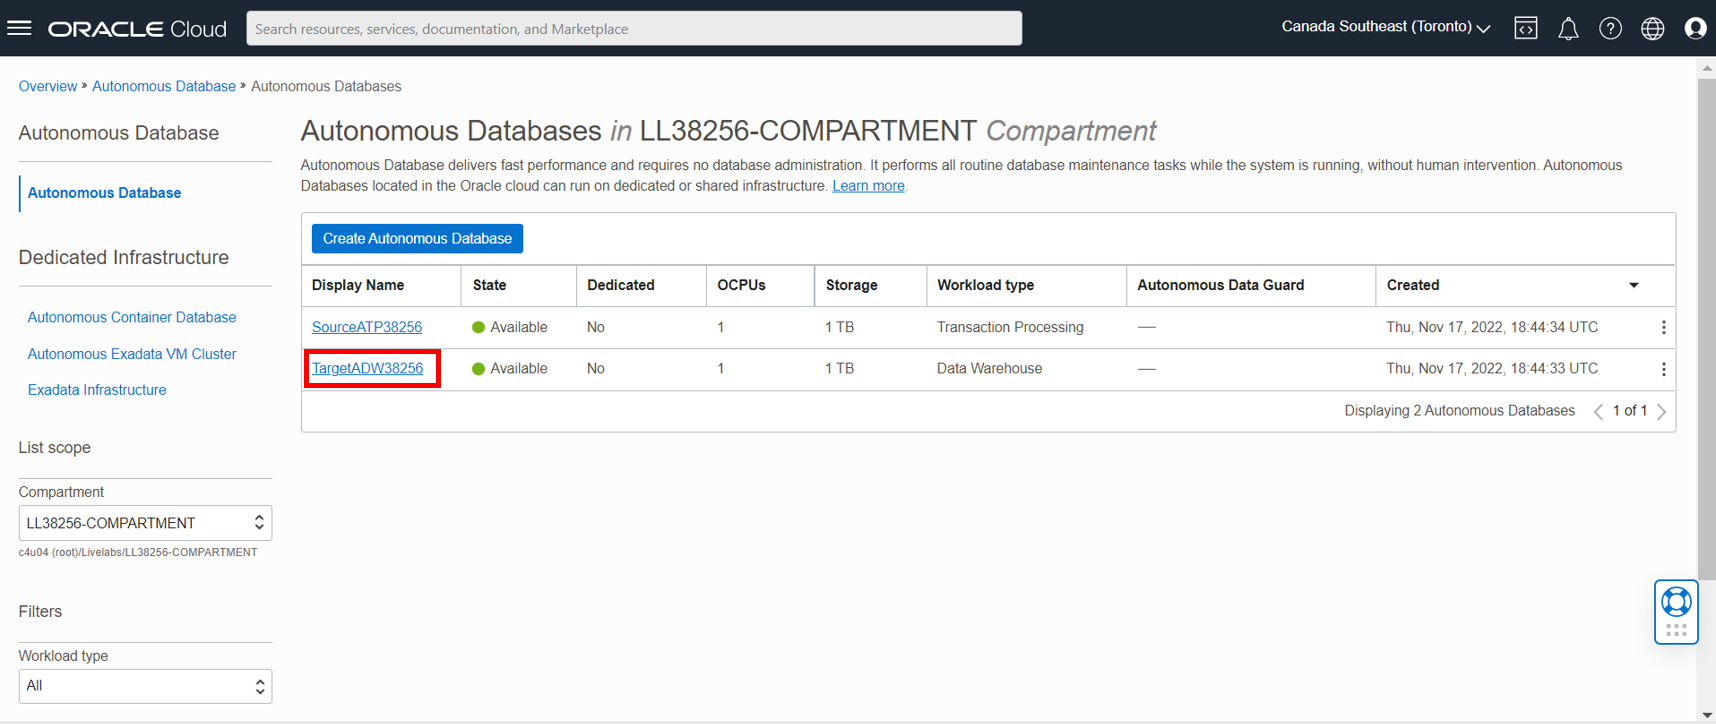 ORACLE Cloud
Search resources, services, documentation, and Marketplace
Canada Southeast (Toronto)
Overview » Autonomous Database » Autonomous Databases
Autonomous Database
Autonomous Database
Dedicated Infrastructure
Autonomous Container Database
Autonomous Exadata VM Cluster
Exadata Infrastructure
List scope
Compartment
LL38256-COMPARTMENT
c4u04 (root)/Livelabs/LL38256-COMPARTMENT
Filters
Workload type
All
Autonomous Databases in LL38256-COMPARTMENT Compartment
Autonomous Database delivers fast performance and requires no database administration. It performs all routine database maintenance tasks while the system is running, without human intervention. Autonomous
Databases located in the Oracle cloud can run on dedicated or shared infrastructure. Learn more.
Create Autonomous Database
Display Name State Dedicated OCPUs Storage Workload type Autonomous Data Guard Created
SourceATP38256 Available No 1 1 TB Transaction Processing — Thu, Nov 17, 2022, 18:44:34 UTC
TargetADW38256 Available No 1 1 TB Data Warehouse — Thu, Nov 17, 2022, 18:44:33 UTC
Displaying 2 Autonomous Databases < 1 of 1 >